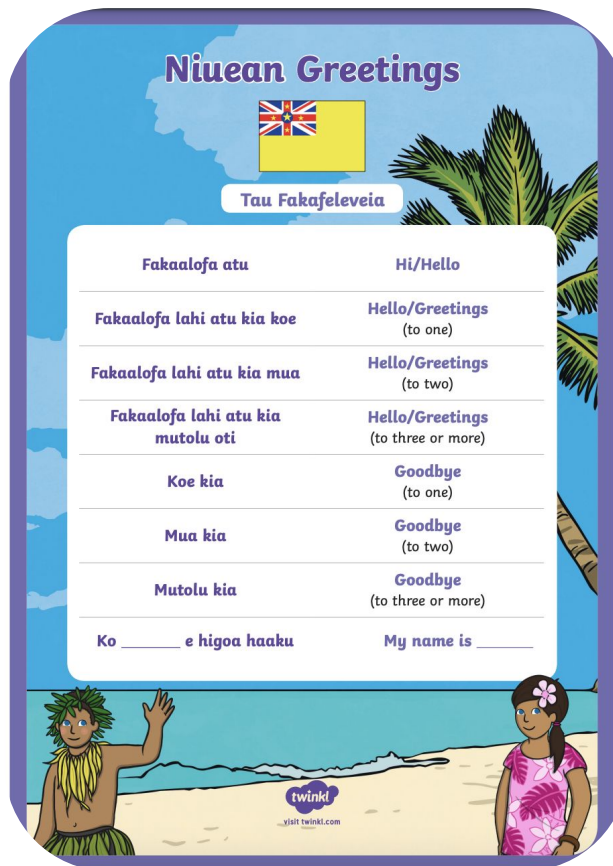 Niuean Greetings
Tau Fakafeleveia
Fakaalofa atu Hi/Hello
Fakaalofa lahi atu kia koe Hello/Greetings
(to one)
Fakaalofa lahi atu kia mua Hello/Greetings
(to two)
Fakaalofa lahi atu kia Hello/Greetings
mutolu oti (to three or more)
Koe kia Goodbye
(to one)
Mua kia Goodbye
(to two)
Mutolu kia Goodbye
(to three or more)
Ko ______ e higoa haaku My name is ______
twinkl
visit twinkl.com